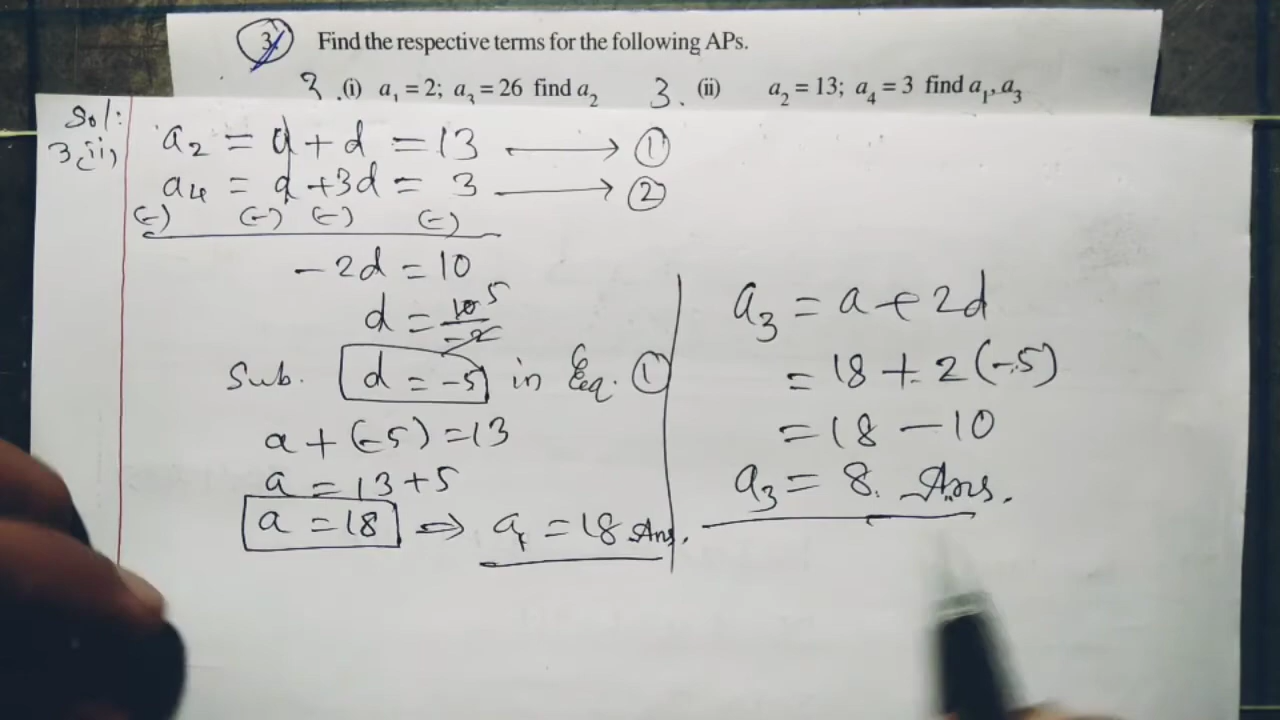 3 Find the respective terms for the following APs.
3. (i) a₁ = 2; a₃ = 26 find a₂ 3. (ii) a₂ = 13; a₄ = 3 find a₁, a₃
Sol:
3(ii)
a₂ = a + d = 13 ⟶ ①
a₄ = a + 3d = 3 ⟶ ②
(-) (-) (-) (-)
-2d = 10
d = 10 5 / -2
Sub. d = -5 in Eq. ①
a + (-5) = 13
a = 13 + 5
a = 18 ⇒ a₁ = 18 Ans.
a₃ = a + 2d
= 18 + 2(-5)
= 18 - 10
a₃ = 8. Ans.